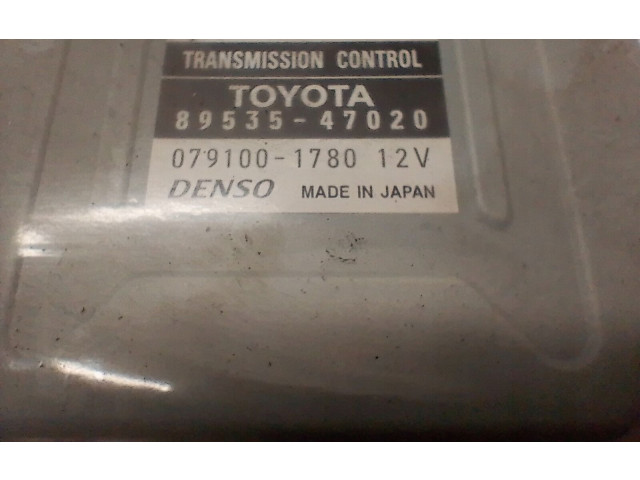 TRANSMISSION CONTROL
TOYOTA
89535-47020
079100-1780 12V
DENSO MADE IN JAPAN